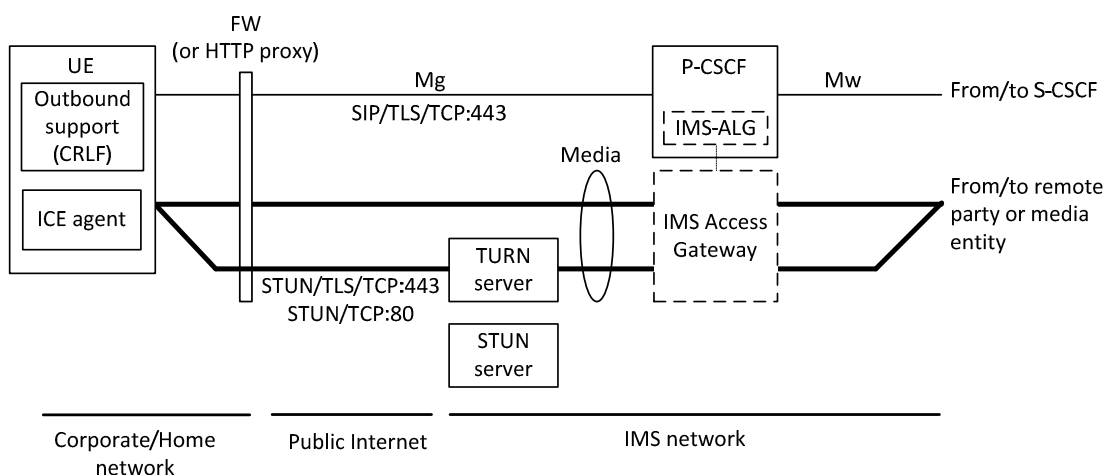 FW
(or HTTP proxy)
UE
Outbound
support
(CRLF)
ICE agent
Mg
SIP/TLS/TCP:443
P-CSCF
IMS-ALG
Mw
From/to S-CSCF
Media
IMS Access
Gateway
From/to remote
party or media
entity
TURN
server
STUN/TLS/TCP:443
STUN/TCP:80
STUN
server
Corporate/Home
network
Public Internet
IMS network